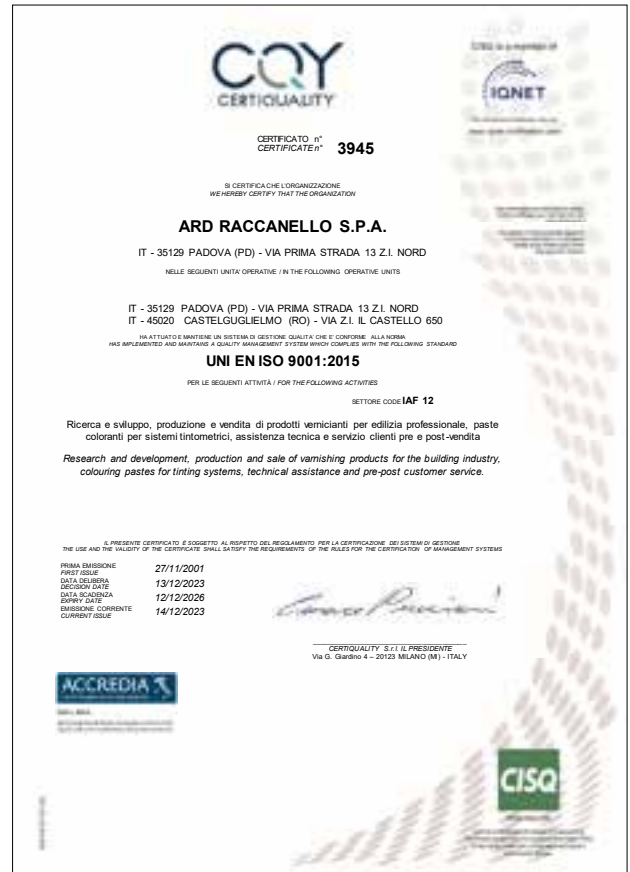 CQY
CERTIQUALITY
CISQ is a member of
IQNET
CERTIFICATO n°
CERTIFICATE n° 3945
SI CERTIFICA CHE L'ORGANIZZAZIONE
WE HEREBY CERTIFY THAT THE ORGANIZATION
ARD RACCANELLO S.P.A.
IT - 35129 PADOVA (PD) - VIA PRIMA STRADA 13 Z.I. NORD
NELLE SEGUENTI UNITA' OPERATIVE / IN THE FOLLOWING OPERATIVE UNITS
IT - 35129 PADOVA (PD) - VIA PRIMA STRADA 13 Z.I. NORD
IT - 45020 CASTELGUGLIELMO (RO) - VIA Z.I. IL CASTELLO 650
HA ATTUATO E MANTIENE UN SISTEMA DI GESTIONE QUALITA' CHE E' CONFORME ALLA NORMA
HAS IMPLEMENTED AND MAINTAINS A QUALITY MANAGEMENT SYSTEM WHICH COMPLIES WITH THE FOLLOWING STANDARD
UNI EN ISO 9001:2015
PER LE SEGUENTI ATTIVITÀ / FOR THE FOLLOWING ACTIVITIES
SETTORE CODE IAF 12
Ricerca e sviluppo, produzione e vendita di prodotti vernicianti per edilizia professionale, paste
coloranti per sistemi tintometrici, assistenza tecnica e servizio clienti pre e post-vendita
Research and development, production and sale of varnishing products for the building industry,
colouring pastes for tinting systems, technical assistance and pre-post customer service.
IL PRESENTE CERTIFICATO È SOGGETTO AL RISPETTO DEL REGOLAMENTO PER LA CERTIFICAZIONE DEI SISTEMI DI GESTIONE
THE USE AND THE VALIDITY OF THE CERTIFICATE SHALL SATISFY THE REQUIREMENTS OF THE RULES FOR THE CERTIFICATION OF MANAGEMENT SYSTEMS
PRIMA EMISSIONE
FIRST ISSUE 27/11/2001
DATA DELIBERA
DECISION DATE 13/12/2023
DATA SCADENZA
EXPIRY DATE 12/12/2026
EMISSIONE CORRENTE
CURRENT ISSUE 14/12/2023
CERTIQUALITY S.r.l. IL PRESIDENTE
Via G. Giardino 4 – 20123 MILANO (MI) - ITALY
ACCREDIA
CISQ